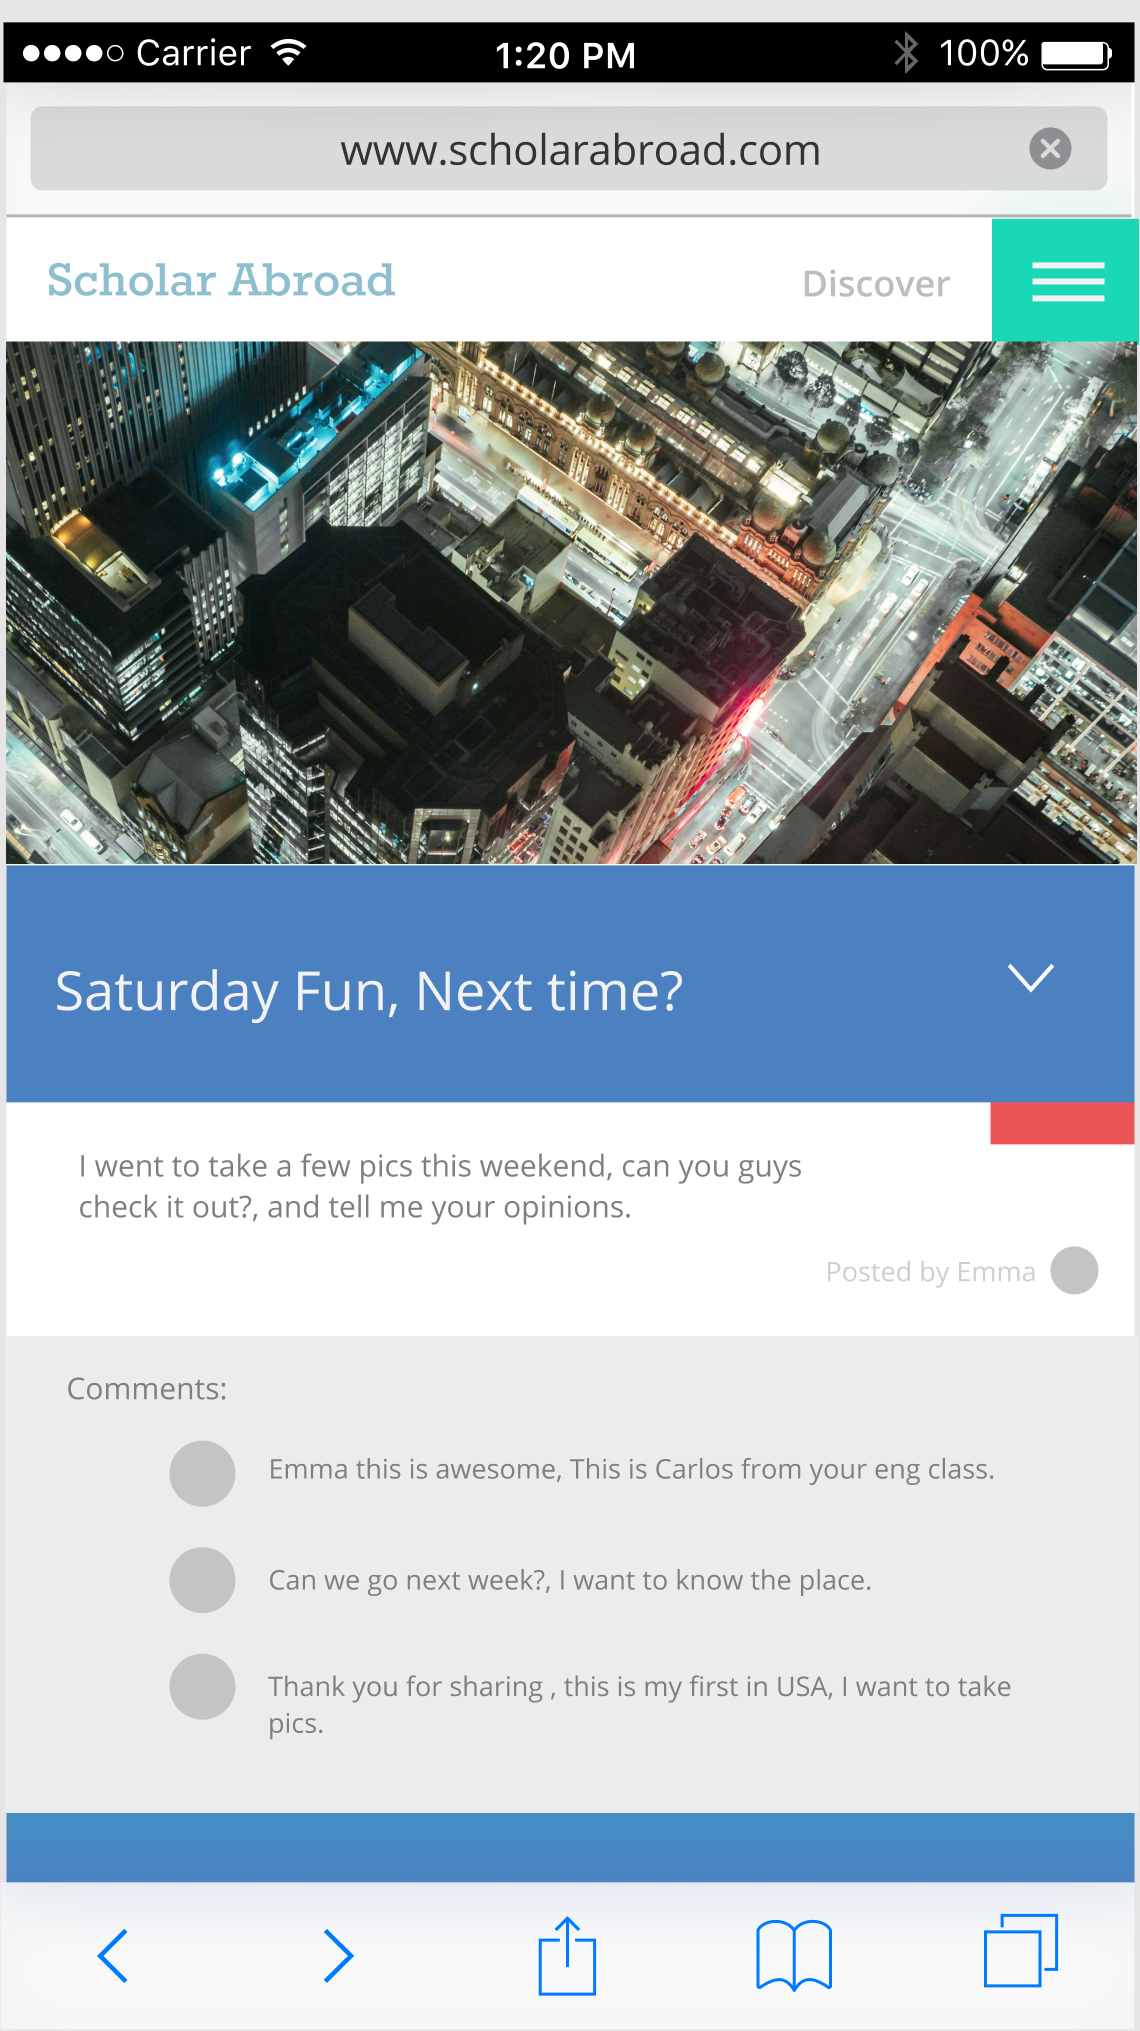 Carrier 1:20 PM 100%
www.scholarabroad.com
Scholar Abroad Discover
Saturday Fun, Next time?
I went to take a few pics this weekend, can you guys
check it out?, and tell me your opinions.
Posted by Emma
Comments:
Emma this is awesome, This is Carlos from your eng class.
Can we go next week?, I want to know the place.
Thank you for sharing , this is my first in USA, I want to take
pics.